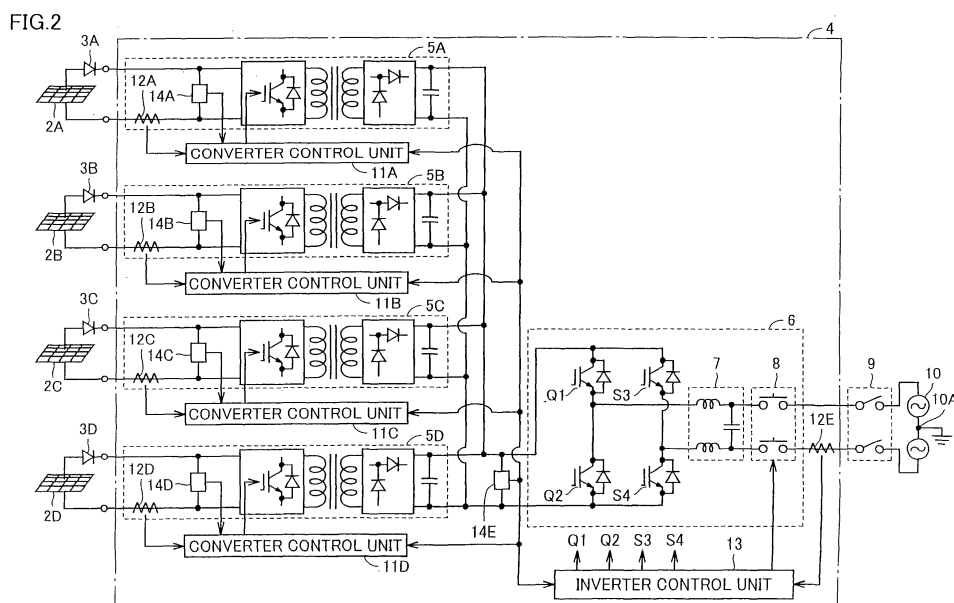 FIG.2
4
3A
5A
12A
14A
2A
CONVERTER CONTROL UNIT
11A
3B
5B
12B
14B
2B
CONVERTER CONTROL UNIT
11B
3C
5C
12C
14C
2C
CONVERTER CONTROL UNIT
11C
6
7
8
9
10
10A
Q1
S3
12E
3D
5D
12D
14D
2D
14E
Q2
S4
CONVERTER CONTROL UNIT
11D
Q1 Q2 S3 S4
13
INVERTER CONTROL UNIT